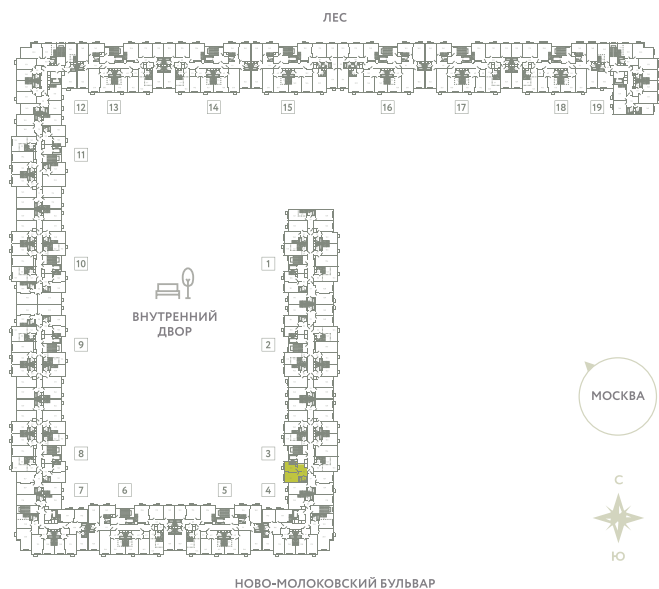 ЛЕС
12 13 14 15 16 17 18 19
11
10 1
ВНУТРЕННИЙ
ДВОР
9 2
МОСКВА
8 3
С
7 6 5 4
Ю
НОВО-МОЛОКОВСКИЙ БУЛЬВАР